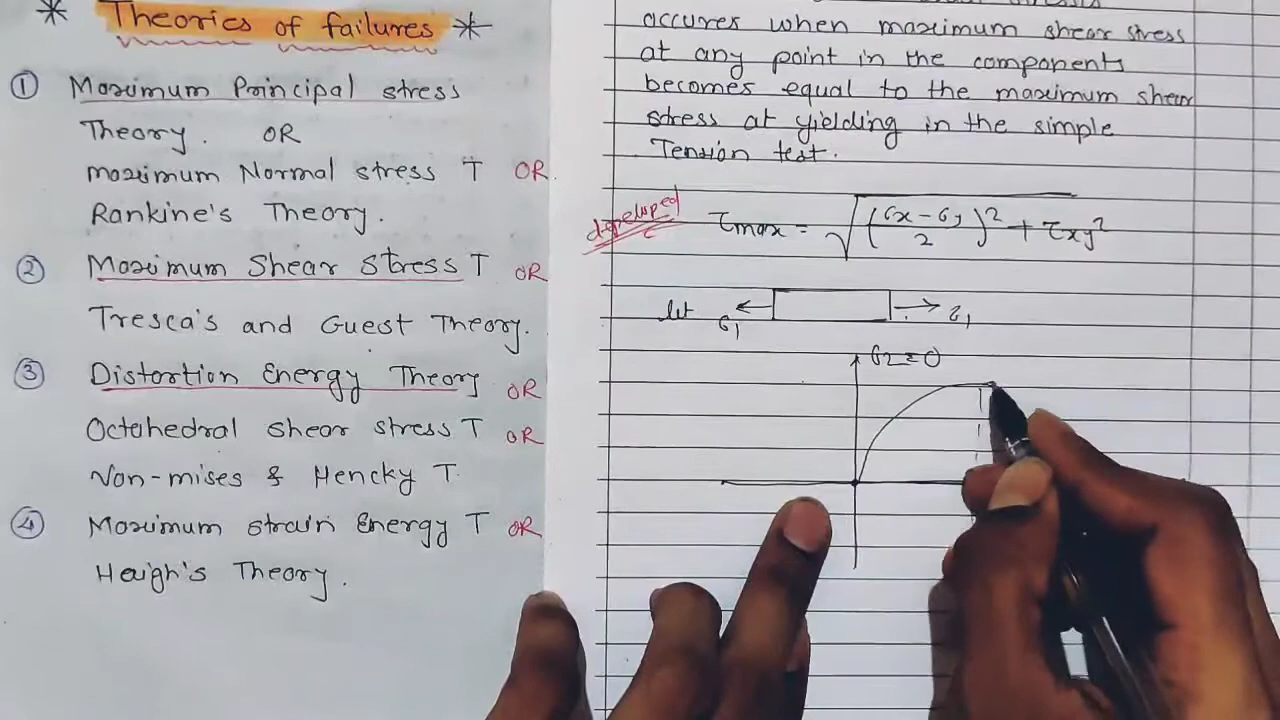 * Theories of failures *
① Maximum Principal stress
Theory. OR
maximum Normal stress T OR.
Rankine's Theory.
② Maximum Shear Stress T OR
Tresca's and Guest Theory.
③ Distortion Energy Theory OR
Octahedral shear stress T OR
Von-mises & Hencky T.
④ Maximum strain Energy T OR
Heigh's Theory.
occures when maximum shear stress
at any point in the components
becomes equal to the maximum shear
stress at yielding in the simple
Tension test.
developed τmax = √((σx - σy)/2)² + τxy²
let σ1 σ1
σ2 = 0